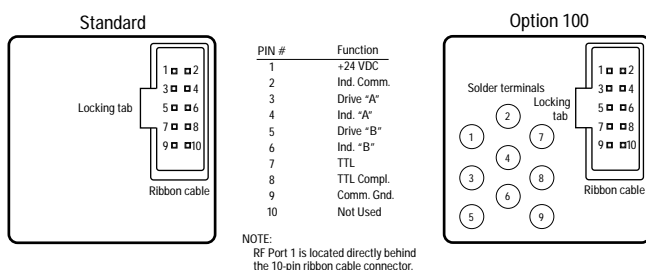 Standard
1 2
3 4
5 6
7 8
9 10
Locking tab
Ribbon cable
PIN # Function
1 +24 VDC
2 Ind. Comm.
3 Drive “A”
4 Ind. “A”
5 Drive “B”
6 Ind. “B”
7 TTL
8 TTL Compl.
9 Comm. Gnd.
10 Not Used
NOTE:
RF Port 1 is located directly behind
the 10-pin ribbon cable connector.
Option 100
Solder terminals
Locking
tab
1 2
3 4
5 6
7 8
9 10
Ribbon cable
2
1 7
4
3 8
6
5 9